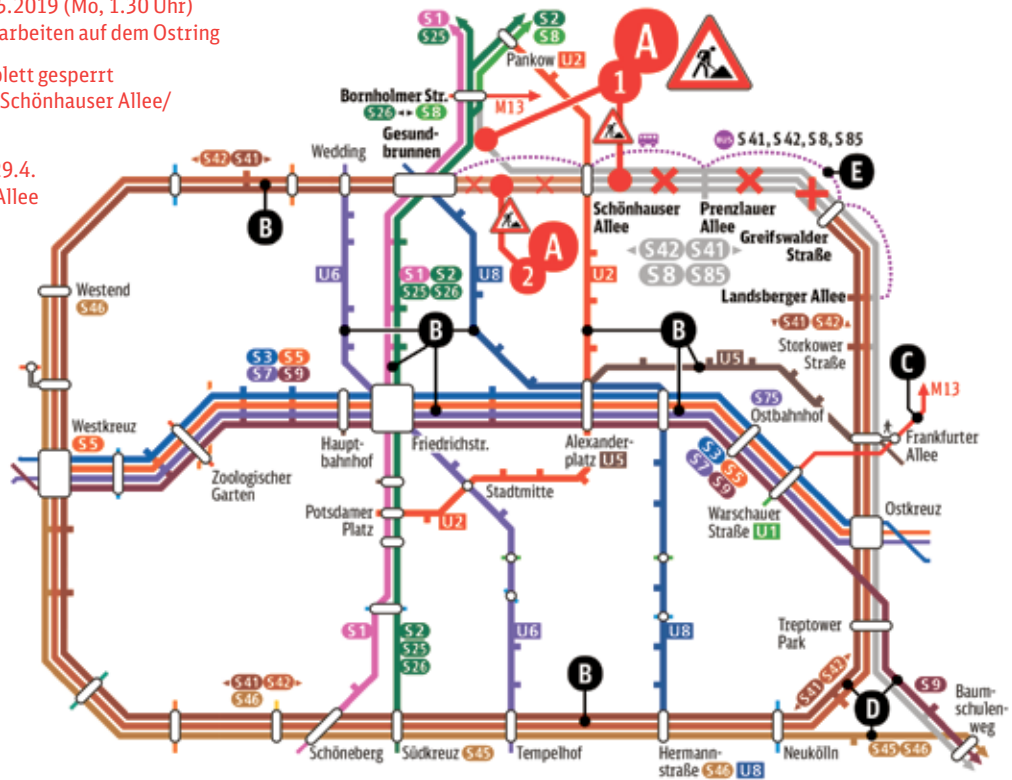 5.2019 (Mo, 1.30 Uhr)
arbeiten auf dem Ostring
plett gesperrt
Schönhauser Allee/
29.4.
Allee
S1
S25
S2
S8
A
1
Pankow U2
Bornholmer Str.
S26 S8
M13
Gesund-
brunnen
Wedding
BUS S41, S42, S8, S85
S42 S41
B
E
Schönhauser
Allee
Prenzlauer
Allee
Greifswalder
Straße
A
2
S42 S41
S8 S85
U6
S1 S2
S25 S26
U8
U2
Westend
S46
Landsberger Allee
S41 S42
Storkower
Straße
B
B
U5
C
M13
S3 S5
S7 S9
S75
Ostbahnhof
Westkreuz
S5
Haupt-
bahnhof
Friedrichstr.
Alexander-
platz U5
S3 S5
S7 S9
Frankfurter
Allee
Zoologischer
Garten
Stadtmitte
Potsdamer
Platz
U2
Warschauer
Straße U1
Ostkreuz
S1
S2
S25
S26
U6
U8
Treptower
Park
S41 S42
S46
B
S41 S42
D
S9
Baum-
schulen-
weg
S45 S46
Schöneberg
Südkreuz S45
Tempelhof
Hermann-
straße S46 U8
Neukölln